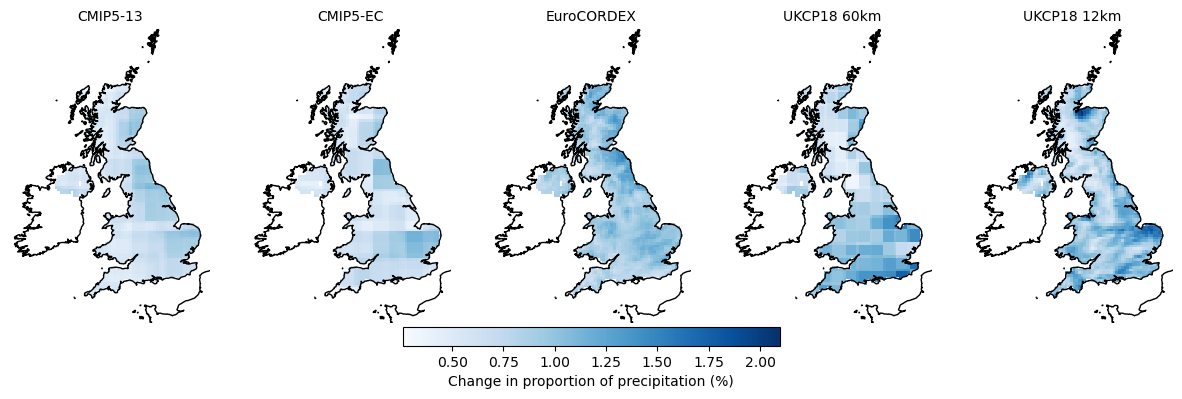 CMIP5-13 CMIP5-EC EuroCORDEX UKCP18 60km UKCP18 12km
0.50 0.75 1.00 1.25 1.50 1.75 2.00
Change in proportion of precipitation (%)